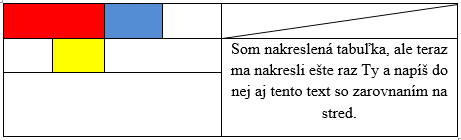 Som nakreslená tabuľka, ale teraz
ma nakresli ešte raz Ty a napíš do
nej aj tento text so zarovnaním na
stred.